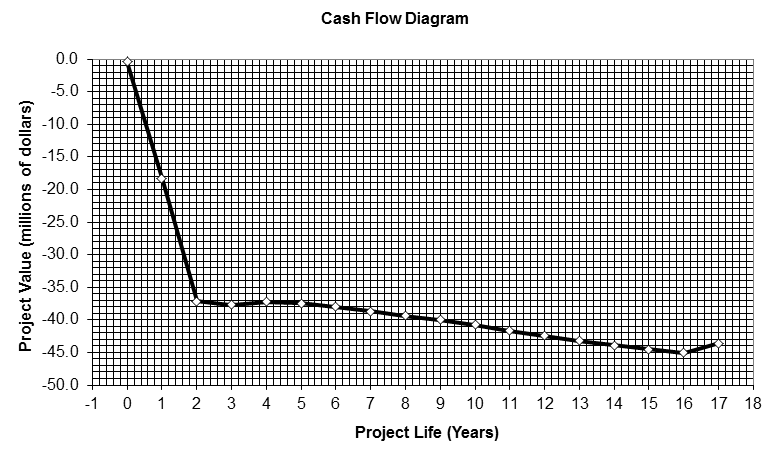 Cash Flow Diagram
0.0
-5.0
-10.0
-15.0
-20.0
-25.0
-30.0
-35.0
-40.0
-45.0
-50.0
Project Value (millions of dollars)
-1 0 1 2 3 4 5 6 7 8 9 10 11 12 13 14 15 16 17 18
Project Life (Years)